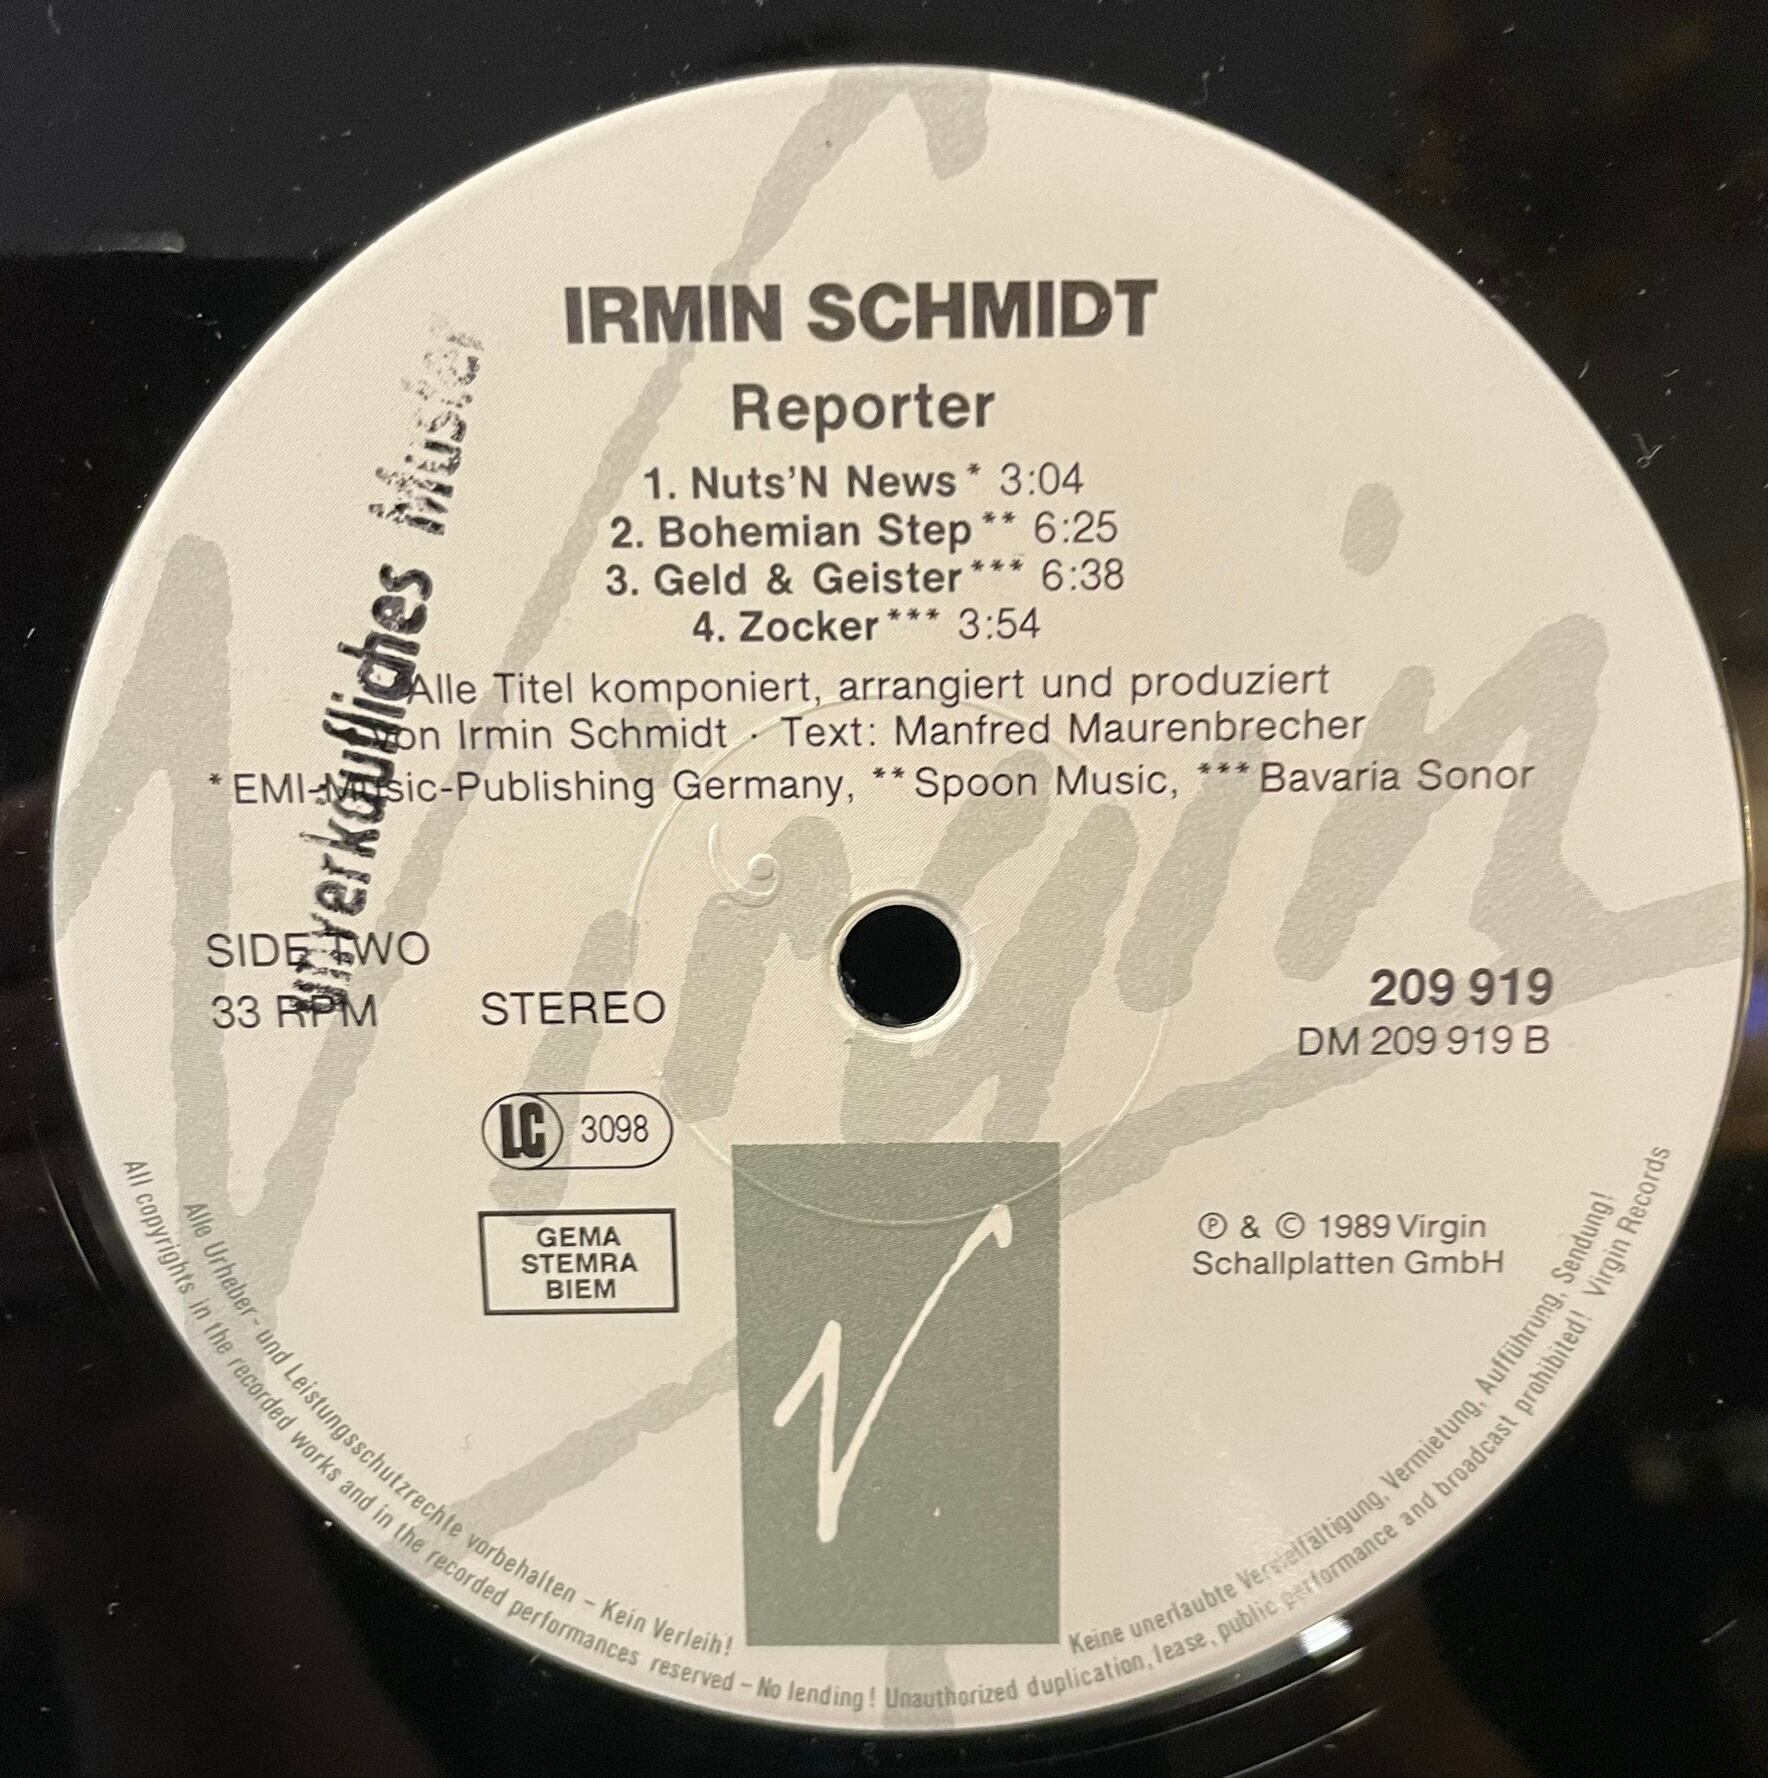 IRMIN SCHMIDT
Reporter
1. Nuts'N News * 3:04
2. Bohemian Step ** 6:25
3. Geld & Geister *** 6:38
4. Zocker *** 3:54
Alle Titel komponiert, arrangiert und produziert
von Irmin Schmidt · Text: Manfred Maurenbrecher
* EMI-Music-Publishing Germany, ** Spoon Music, *** Bavaria Sonor
unverkäufliches Muster
SIDE TWO
33 RPM
STEREO
209 919
DM 209 919 B
LC 3098
GEMA
STEMRA
BIEM
℗ & © 1989 Virgin
Schallplatten GmbH
Virgin
V
Alle Urheber- und Leistungsschutzrechte vorbehalten – Kein Verleih! Keine unerlaubte Vervielfältigung, Vermietung, Aufführung, Sendung!
All copyrights in the recorded works and in the recorded performances reserved – No lending! Unauthorized duplication, lease, public performance and broadcast prohibited! Virgin Records